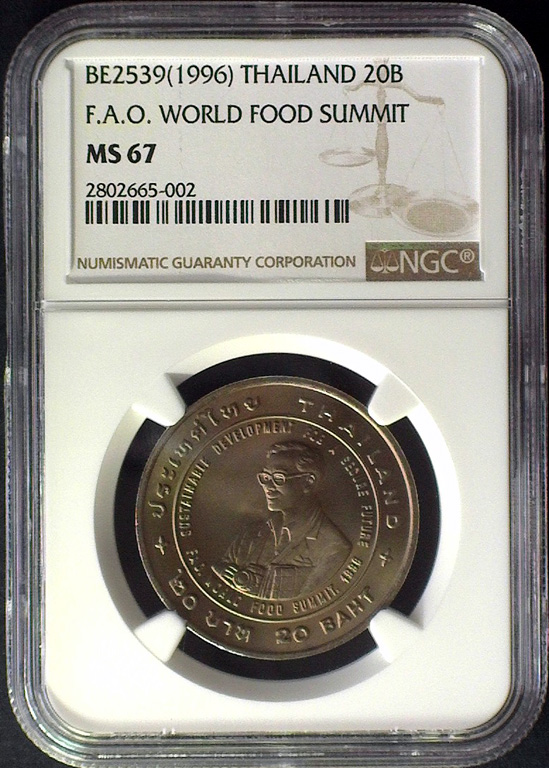 BE2539(1996) THAILAND 20B
F.A.O. WORLD FOOD SUMMIT
MS 67
2802665-002
NUMISMATIC GUARANTY CORPORATION
NGC®
ประเทศไทย THAILAND
SUSTAINABLE DEVELOPMENT FOR A SECURE FUTURE
F.A.O. WORLD FOOD SUMMIT 1996
๒๐ บาท 20 BAHT